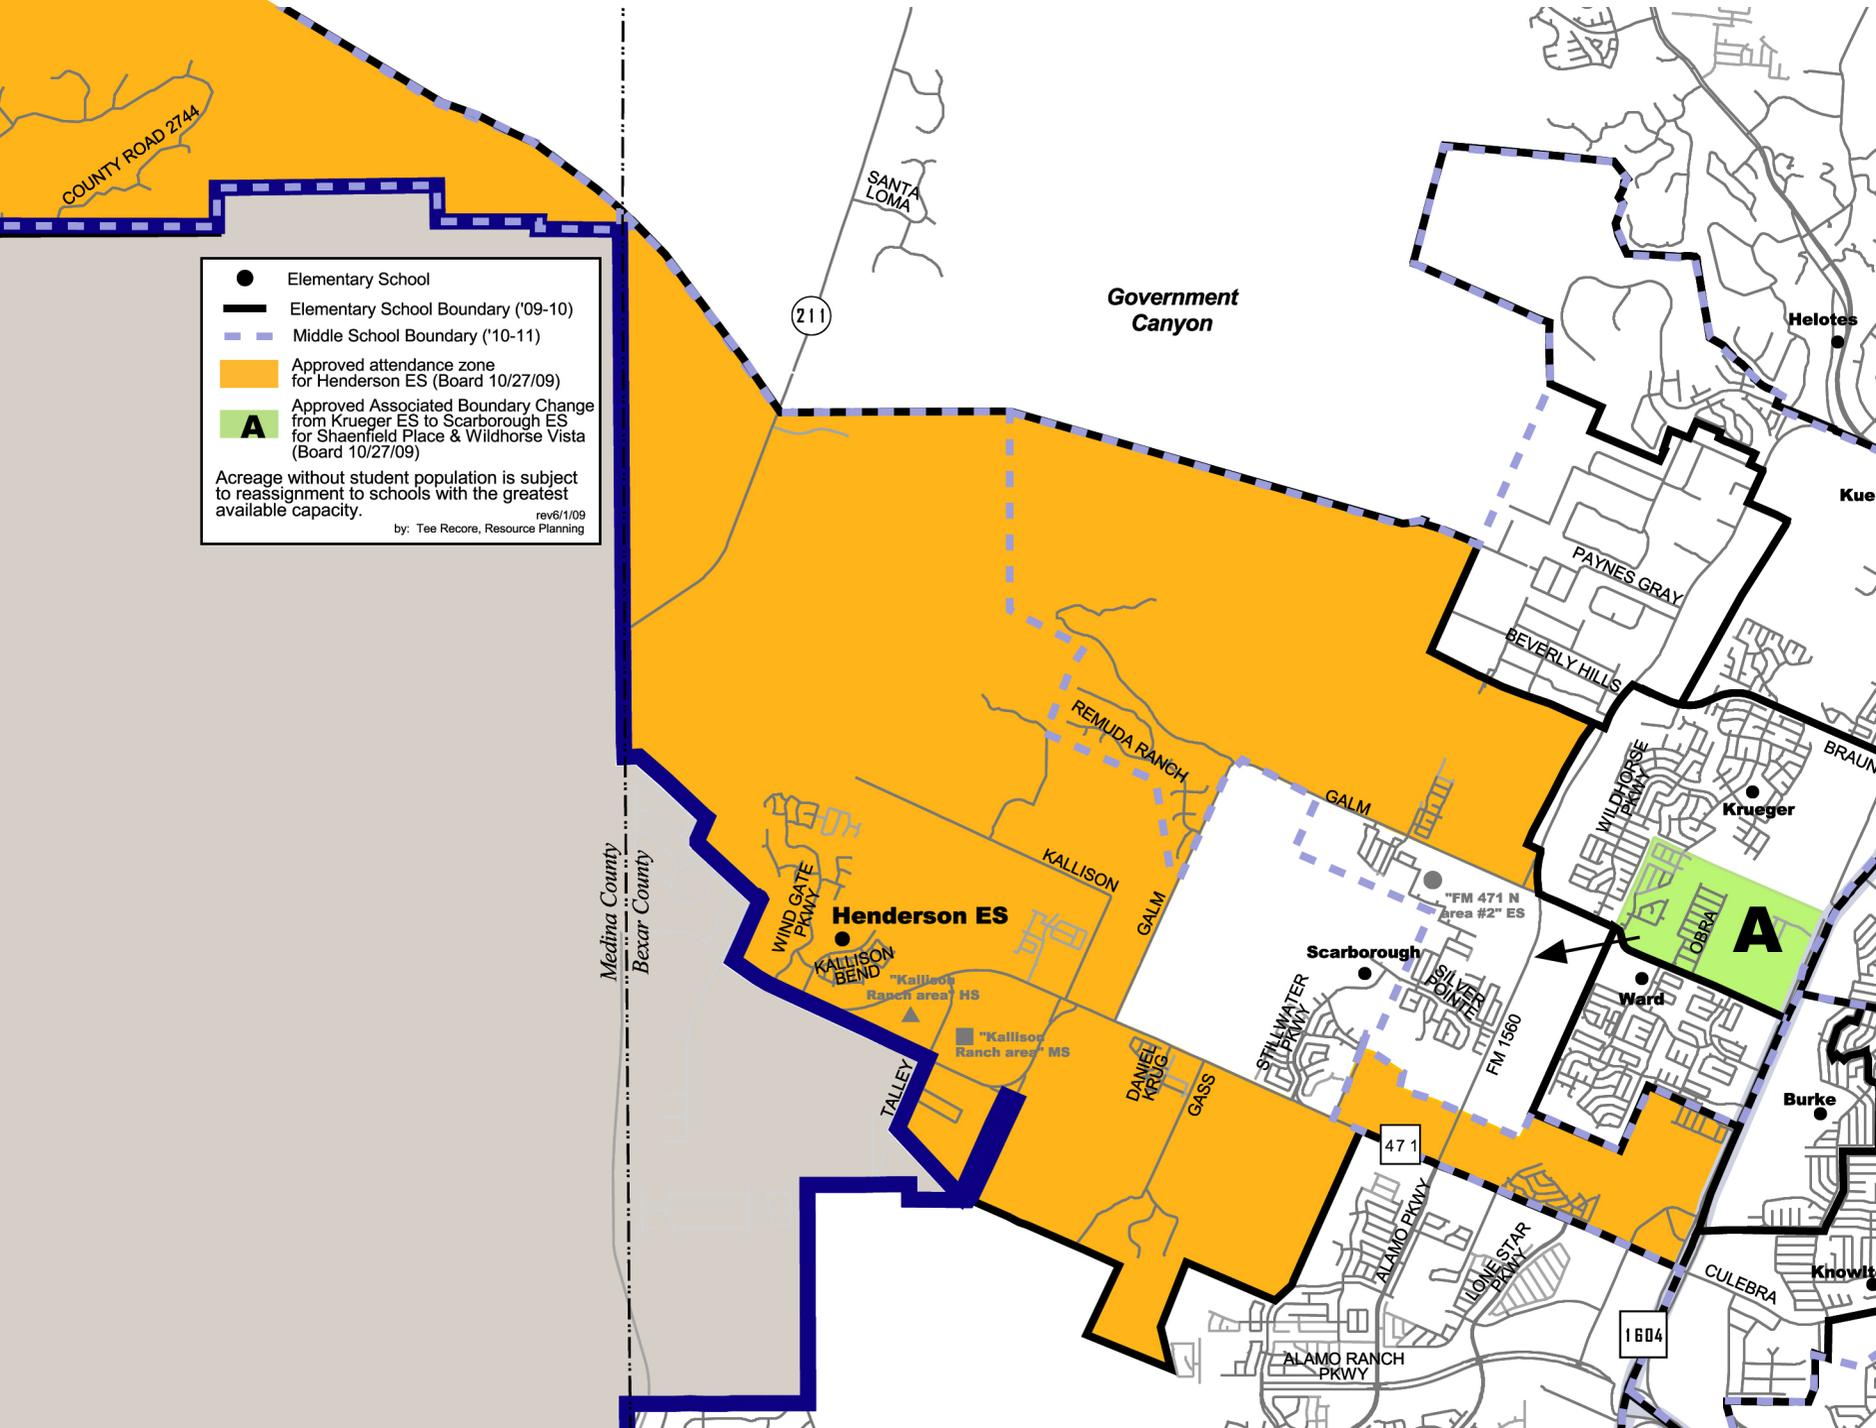 COUNTY ROAD 2744
SANTA
LOMA
211
Government
Canyon
Helotes
Elementary School
Elementary School Boundary ('09-10)
Middle School Boundary ('10-11)
Approved attendance zone
for Henderson ES (Board 10/27/09)
A
Approved Associated Boundary Change
from Krueger ES to Scarborough ES
for Shaenfield Place & Wildhorse Vista
(Board 10/27/09)
Acreage without student population is subject
to reassignment to schools with the greatest
available capacity.
rev6/1/09
by: Tee Recore, Resource Planning
Kue
PAYNES GRAY
BEVERLY HILLS
REMUDA RANCH
BRAUN
WILDHORSE
PKWY
Krueger
GALM
KALLISON
GALM
Medina County
Bexar County
WIND GATE
PKWY
Henderson ES
KALLISON
BEND
"Kallison
Ranch area" HS
"Kallison
Ranch area" MS
"FM 471 N
area #2" ES
Scarborough
SILVER
POINTE
STILLWATER
PKWY
FM 1560
LOBRA
A
Ward
TALLEY
DANIEL
KRUG
GASS
Burke
471
ALAMO PKWY
LONE STAR
PKWY
CULEBRA
Knowlt
1604
ALAMO RANCH
PKWY